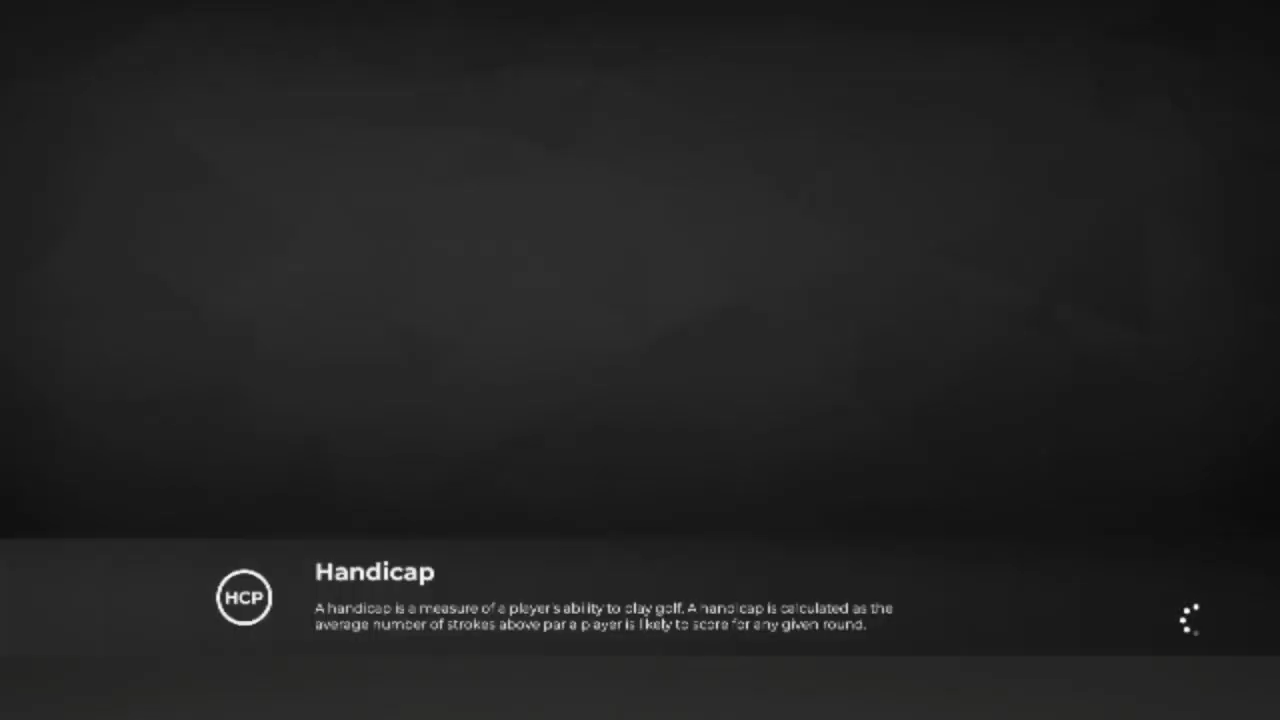 Handicap
HCP
A handicap is a measure of a player's ability to play golf. A handicap is calculated as the
average number of strokes above par a player is likely to score for any given round.